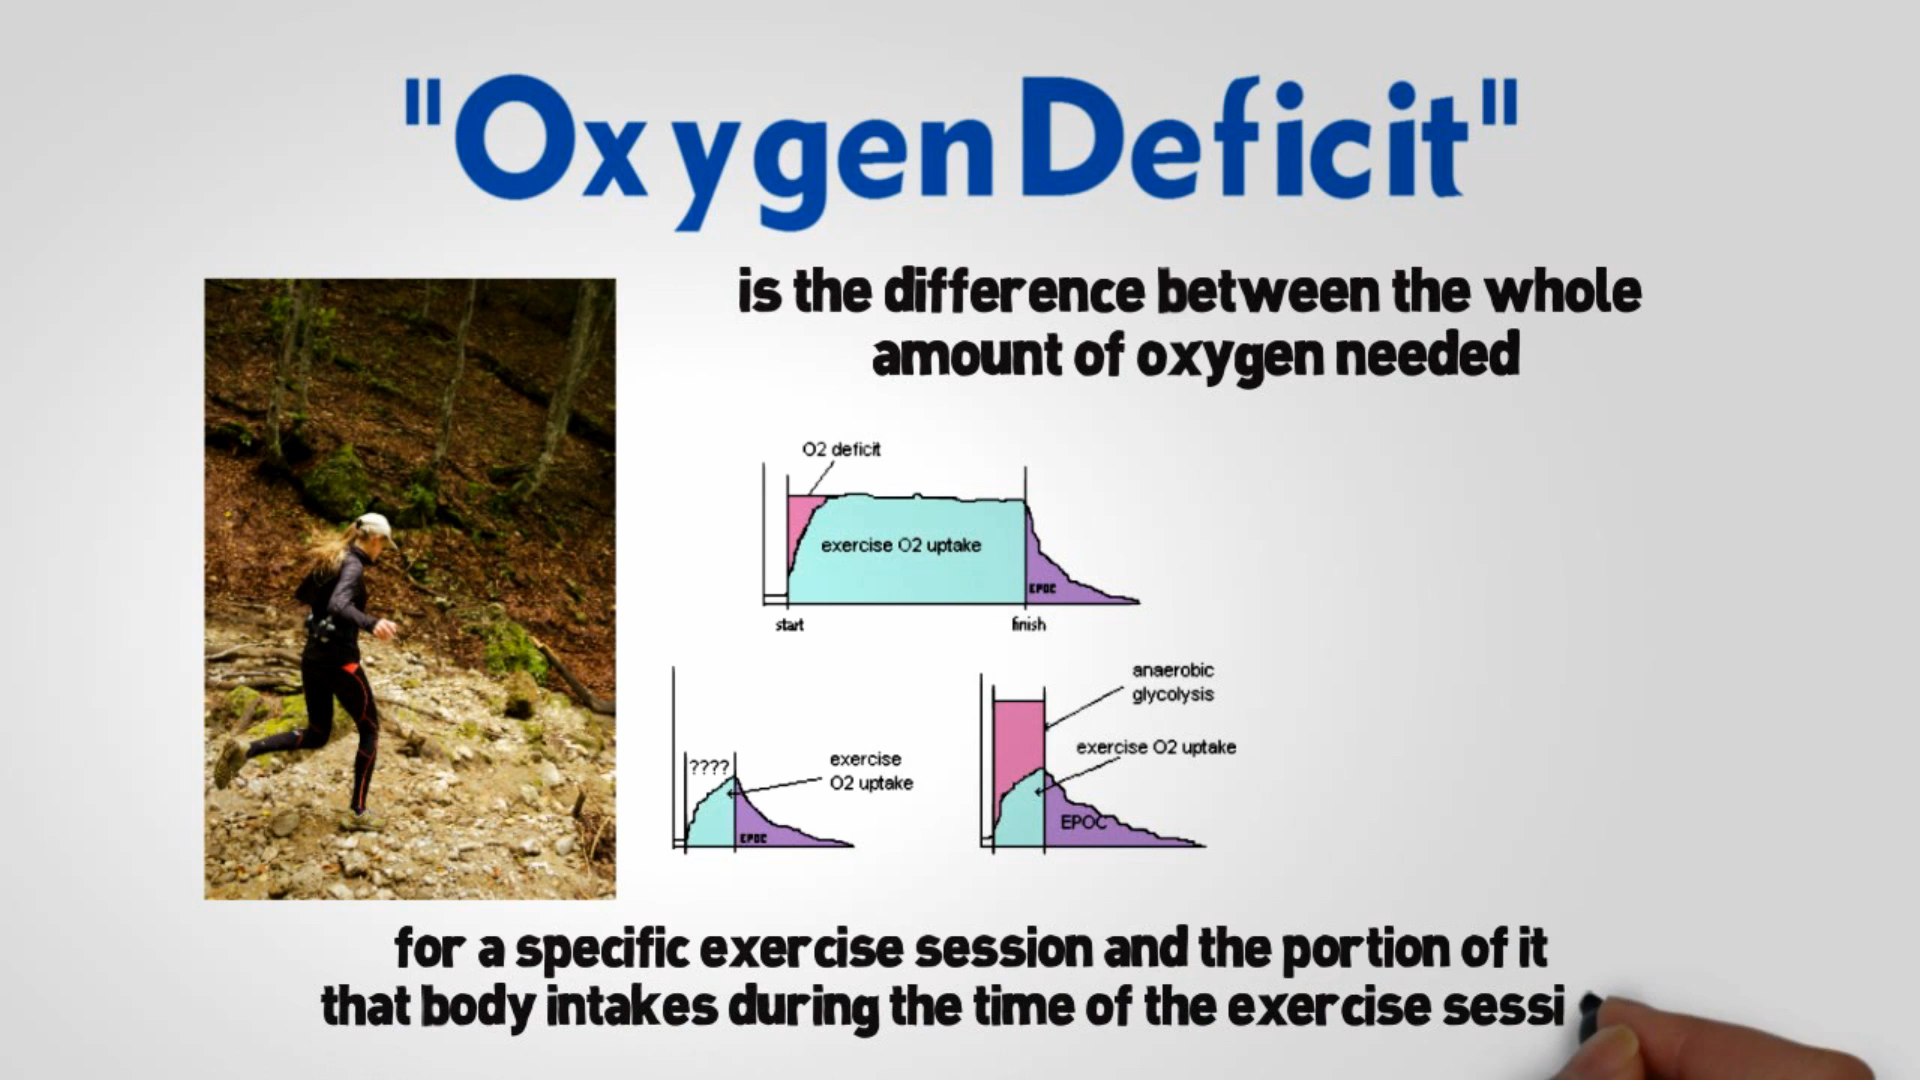 "Oxygen Deficit"
is the difference between the whole
amount of oxygen needed
O2 deficit
exercise O2 uptake
EPOC
start
finish
????
exercise
O2 uptake
EPOC
anaerobic
glycolysis
exercise O2 uptake
EPOC
for a specific exercise session and the portion of it
that body intakes during the time of the exercise sessi